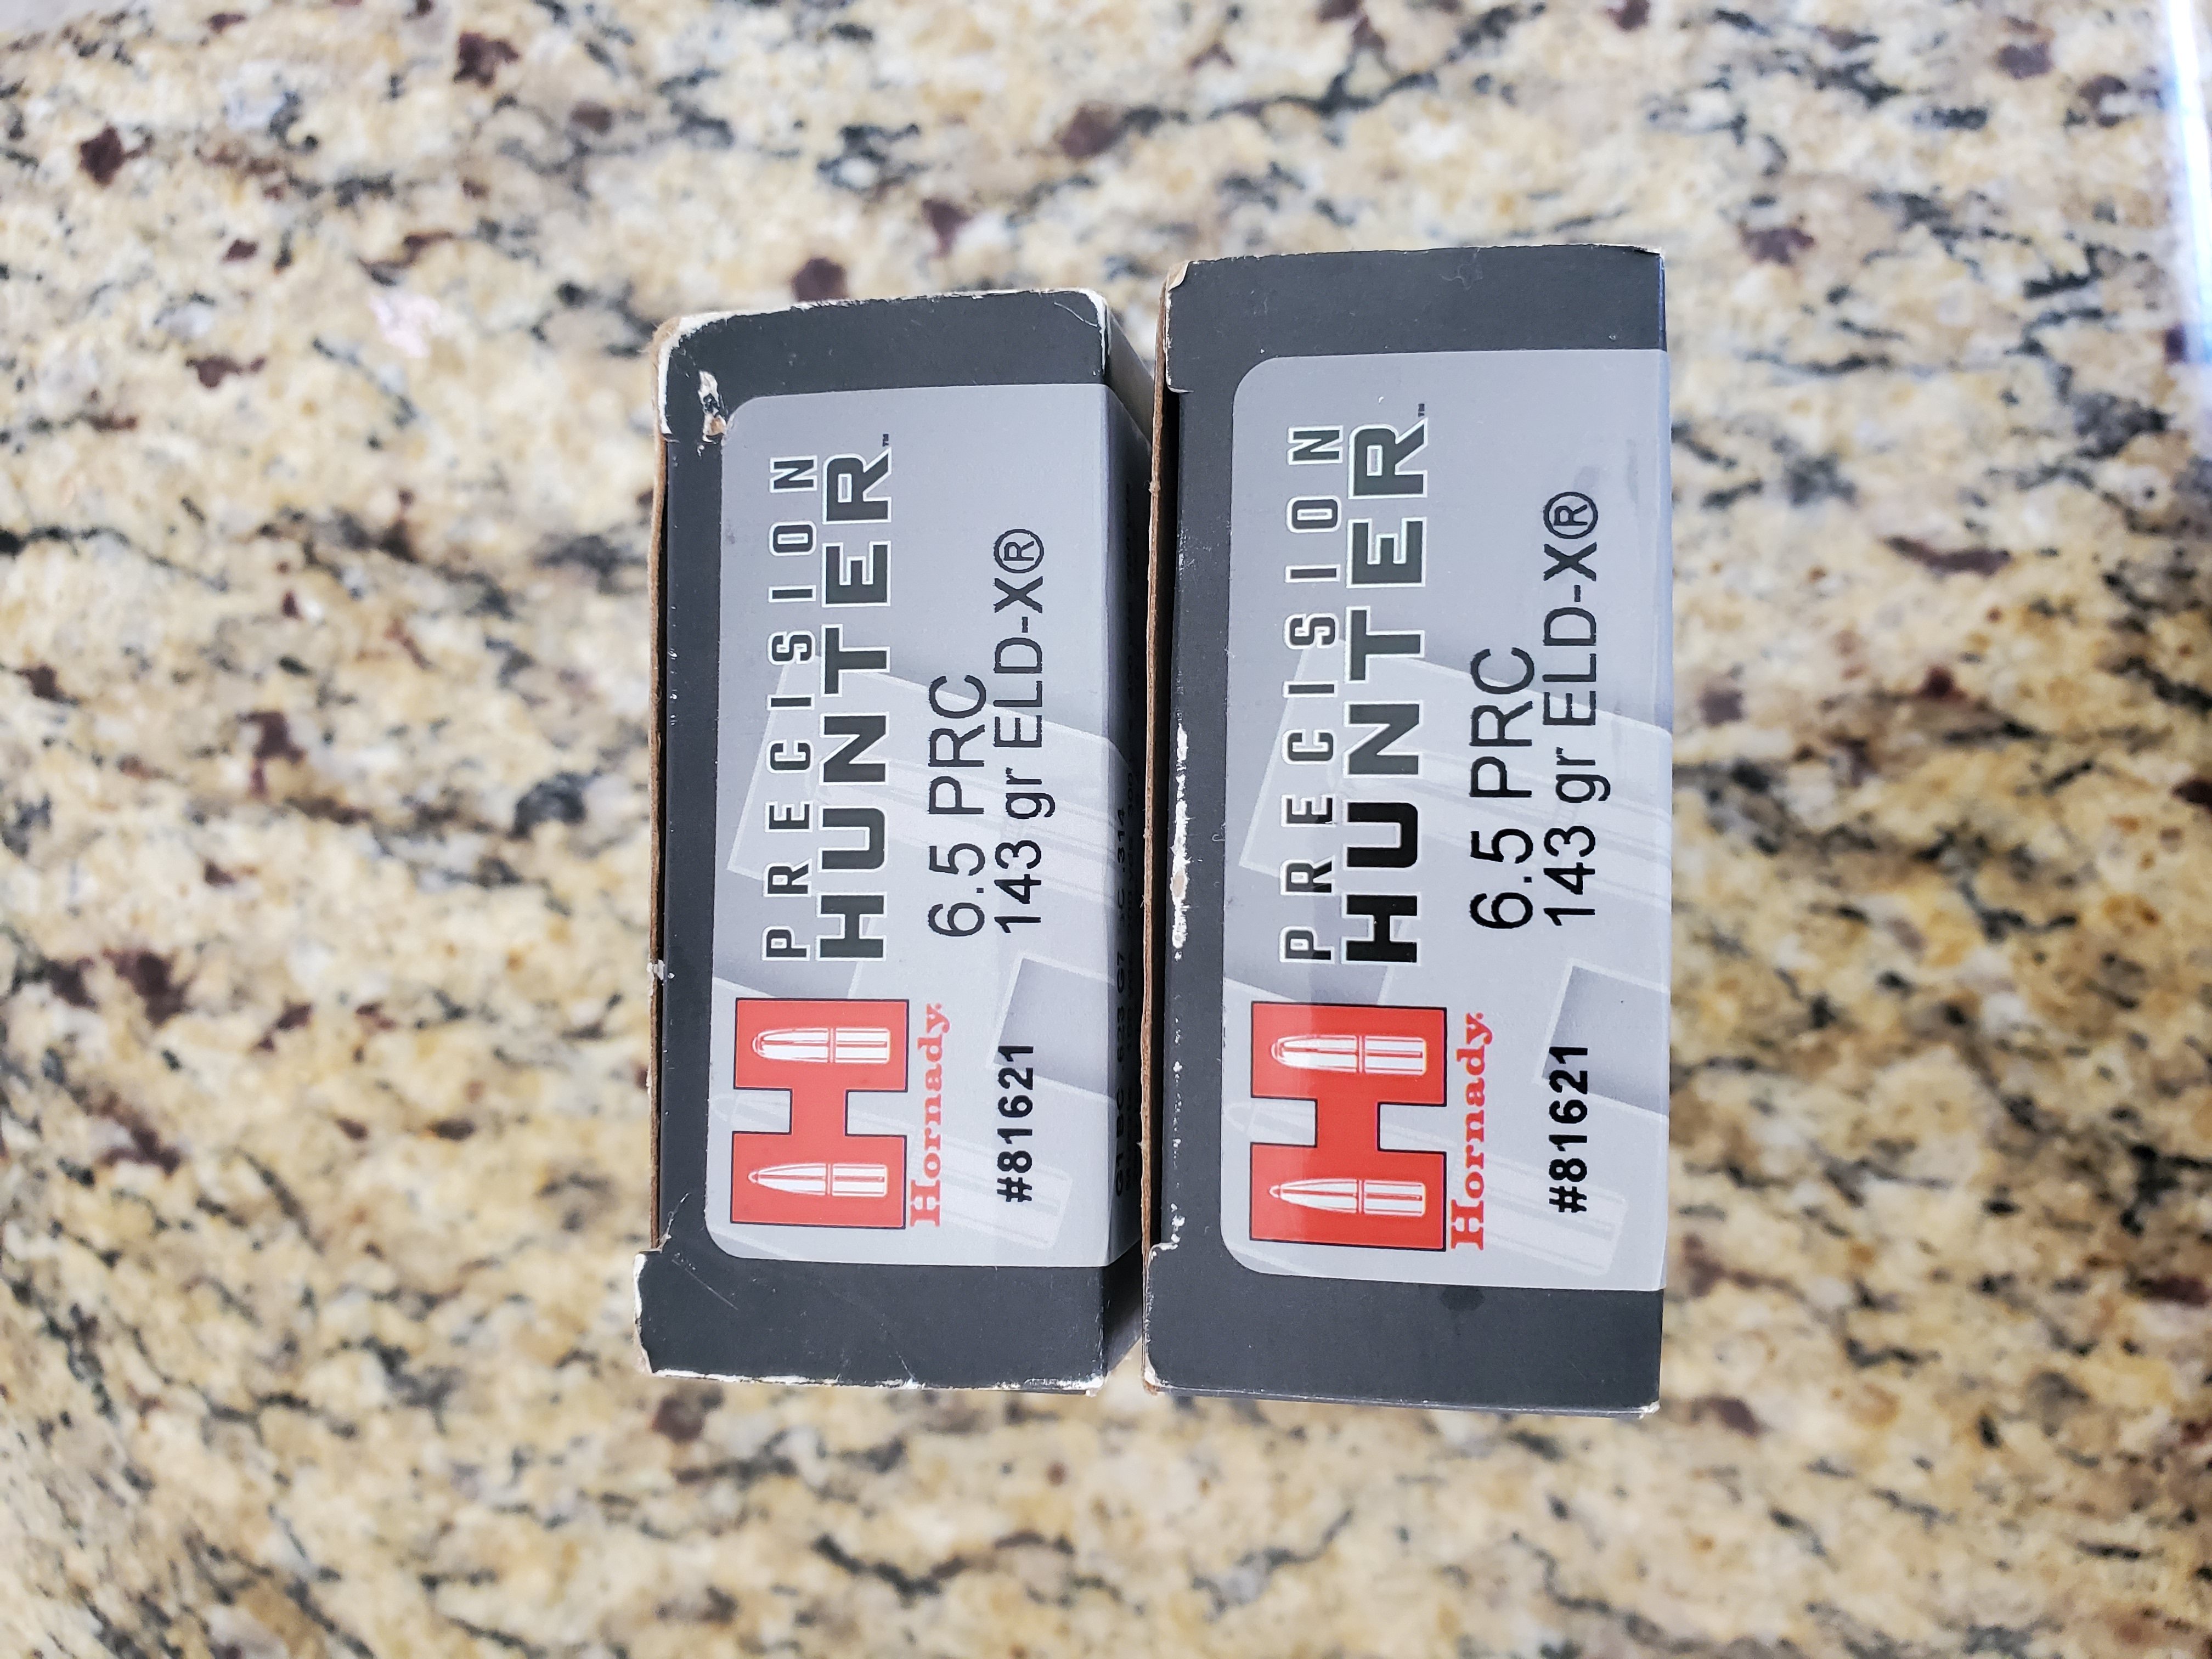 PRECISION
HUNTER™
6.5 PRC
143 gr ELD-X®
Hornady®
#81621
PRECISION
HUNTER™
6.5 PRC
143 gr ELD-X®
Hornady®
#81621